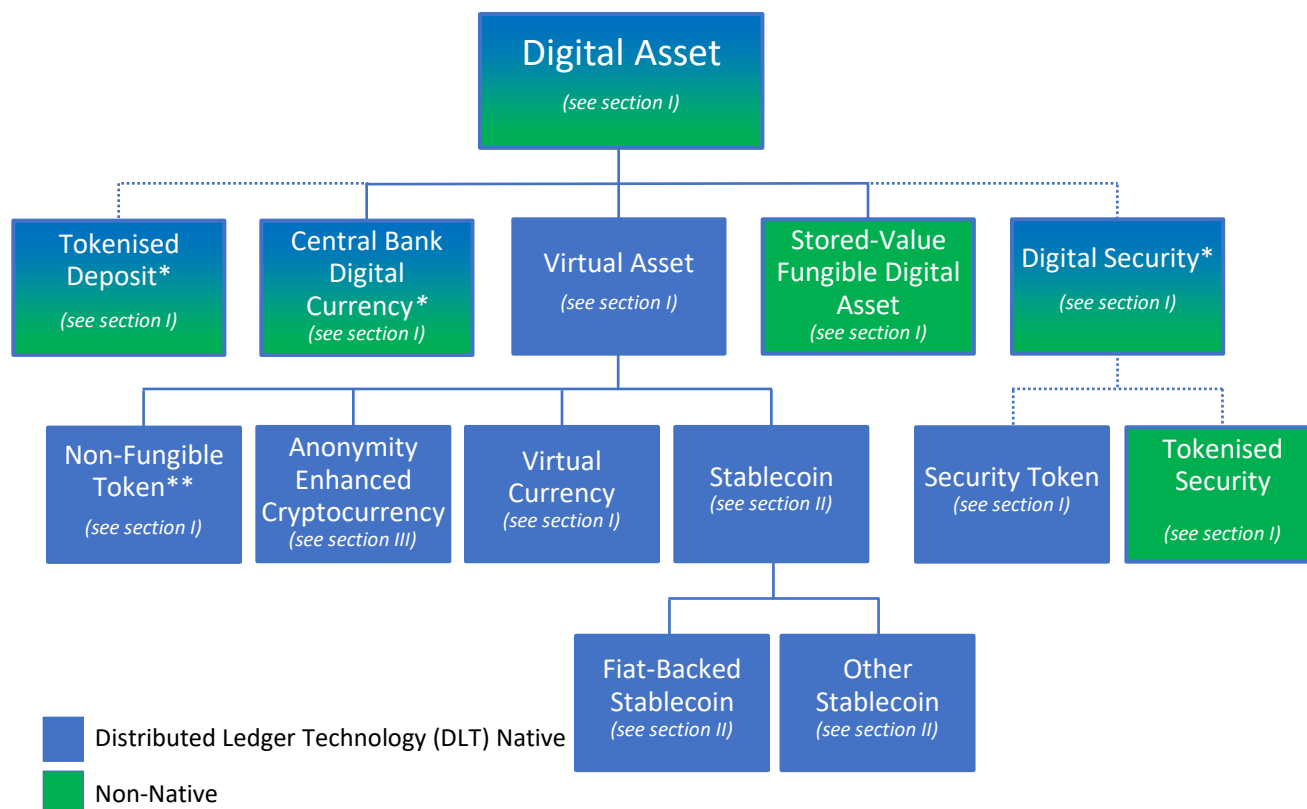 Digital Asset
(see section I)
Tokenised
Deposit*
(see section I)
Central Bank
Digital
Currency*
(see section I)
Virtual Asset
(see section I)
Stored-Value
Fungible Digital
Asset
(see section I)
Digital Security*
(see section I)
Non-Fungible
Token**
(see section I)
Anonymity
Enhanced
Cryptocurrency
(see section III)
Virtual
Currency
(see section I)
Stablecoin
(see section II)
Security Token
(see section I)
Tokenised
Security
(see section I)
Fiat-Backed
Stablecoin
(see section II)
Other
Stablecoin
(see section II)
Distributed Ledger Technology (DLT) Native
Non-Native